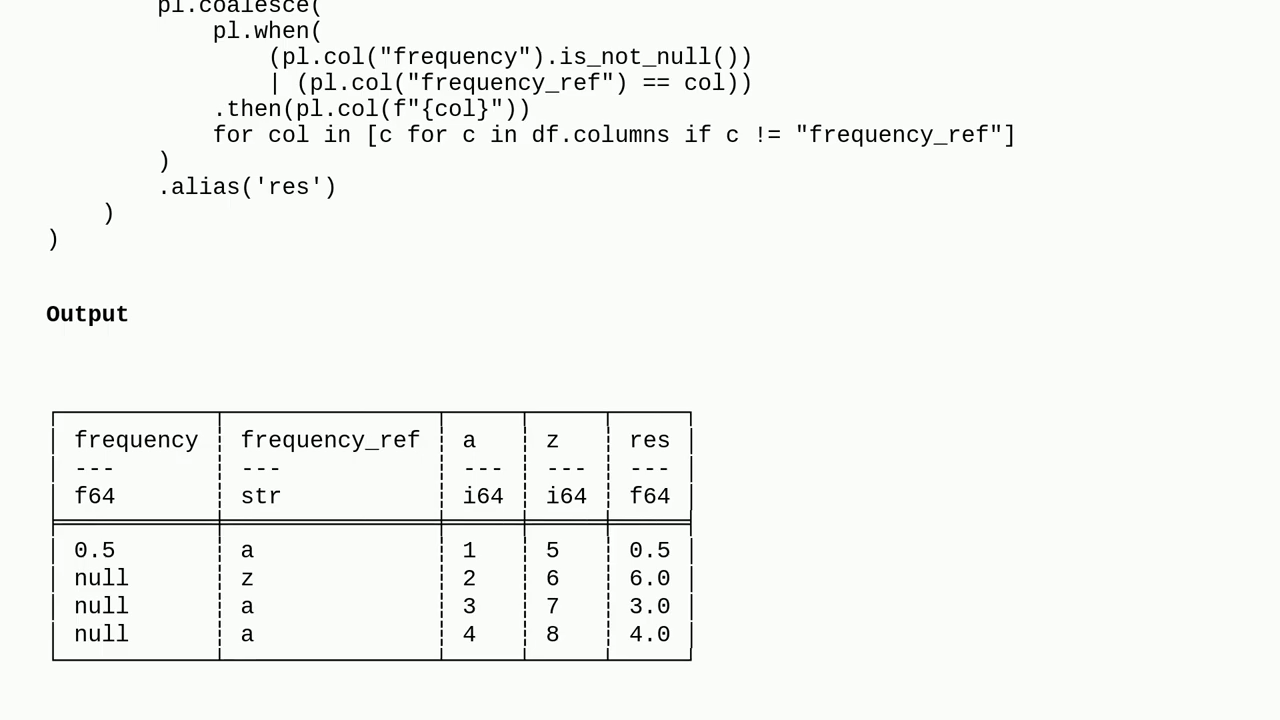 pl.coalesce(
pl.when(
(pl.col("frequency").is_not_null())
| (pl.col("frequency_ref") == col))
.then(pl.col(f"{col}"))
for col in [c for c in df.columns if c != "frequency_ref"]
)
.alias('res')
)
)
Output
frequency frequency_ref a z res
--- --- --- --- ---
f64 str i64 i64 f64
0.5 a 1 5 0.5
null z 2 6 6.0
null a 3 7 3.0
null a 4 8 4.0